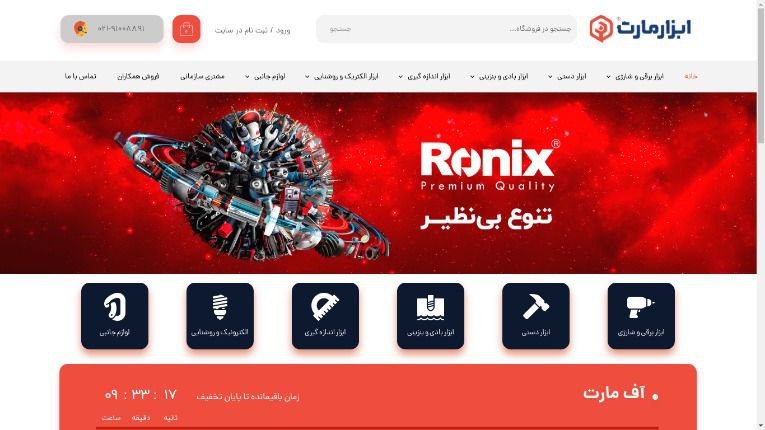 ابزارمارت
جستجو در فروشگاه...
جستجو
ورود / ثبت نام در سایت
۰
۰۲۱-۹۱۰۰۸۸۹۱
خانه
ابزار برقی و شارژی
ابزار دستی
ابزار بادی و بنزینی
ابزار اندازه گیری
ابزار الکتریک و روشنایی
لوازم جانبی
مشتری سازمانی
فروش همکاران
تماس با ما
Ronix®
Premium Quality
تنوع بی‌نظیر
ابزار برقی و شارژی
ابزار دستی
ابزار بادی و بنزینی
ابزار اندازه گیری
الکترونیک و روشنایی
لوازم جانبی
آف مارت
زمان باقیمانده تا پایان تخفیف
۰۹ : ۳۳ : ۱۷
ساعت دقیقه ثانیه